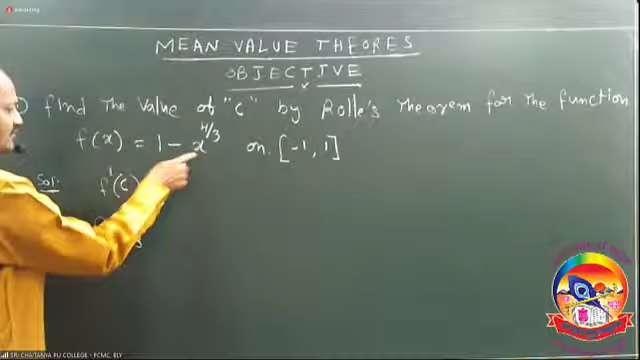 MEAN VALUE THEORES
OBJECTIVE
FInd The Value of "C" by Rolle's Theorem for the function
f(x) = 1 - x^4/3 on [-1, 1]
Sol: f'(c)
SRI CHAITANYA PU COLLEGE - PCMC, BLY